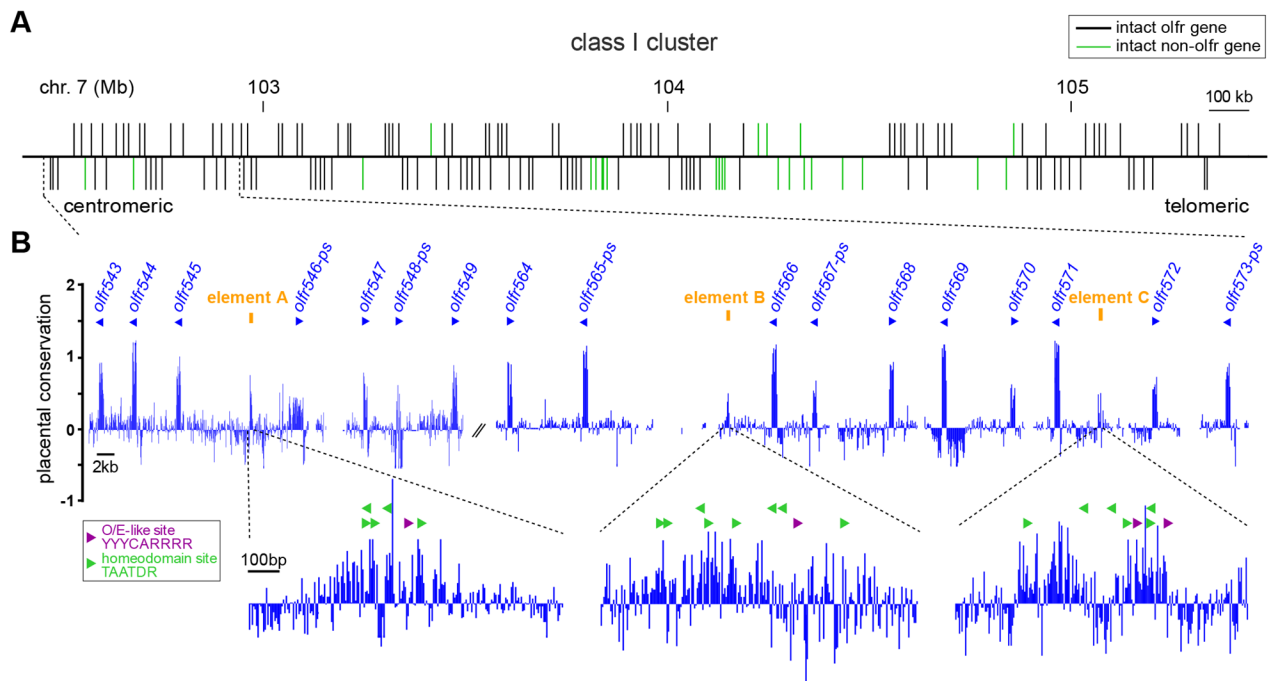 A
class I cluster
intact olfr gene
intact non-olfr gene
chr. 7 (Mb)
103
104
105
100 kb
centromeric
telomeric
B
olfr543
olfr544
olfr545
element A
olfr546-ps
olfr547
olfr548-ps
olfr549
olfr564
olfr565-ps
element B
olfr566
olfr567-ps
olfr568
olfr569
olfr570
olfr571
element C
olfr572
olfr573-ps
placental conservation
2
1
0
-1
2kb
//
O/E-like site
YYYCARRRR
homeodomain site
TAATDR
100bp